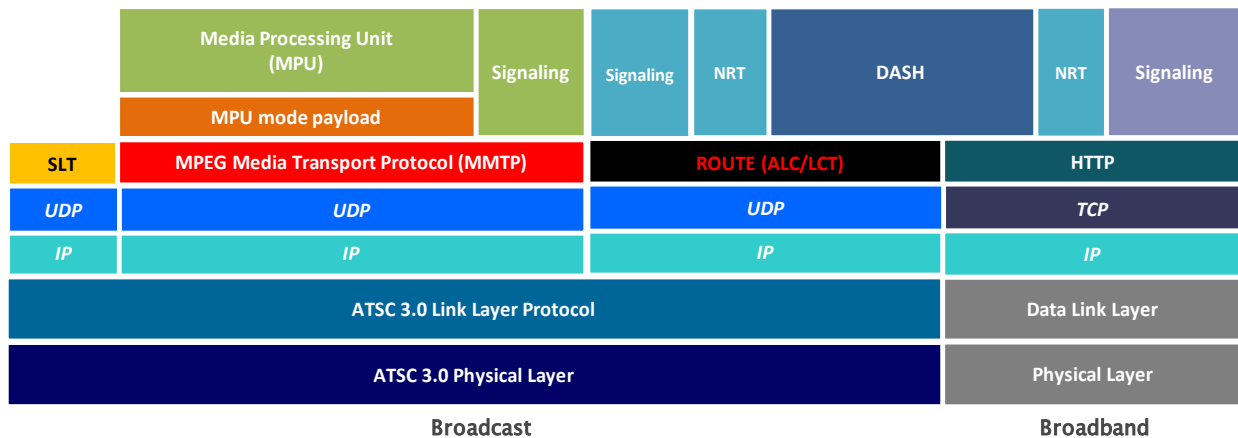 Media Processing Unit
(MPU)
Signaling
Signaling
NRT
DASH
NRT
Signaling
MPU mode payload
SLT
MPEG Media Transport Protocol (MMTP)
ROUTE (ALC/LCT)
HTTP
UDP
UDP
UDP
TCP
IP
IP
IP
IP
ATSC 3.0 Link Layer Protocol
Data Link Layer
ATSC 3.0 Physical Layer
Physical Layer
Broadcast
Broadband